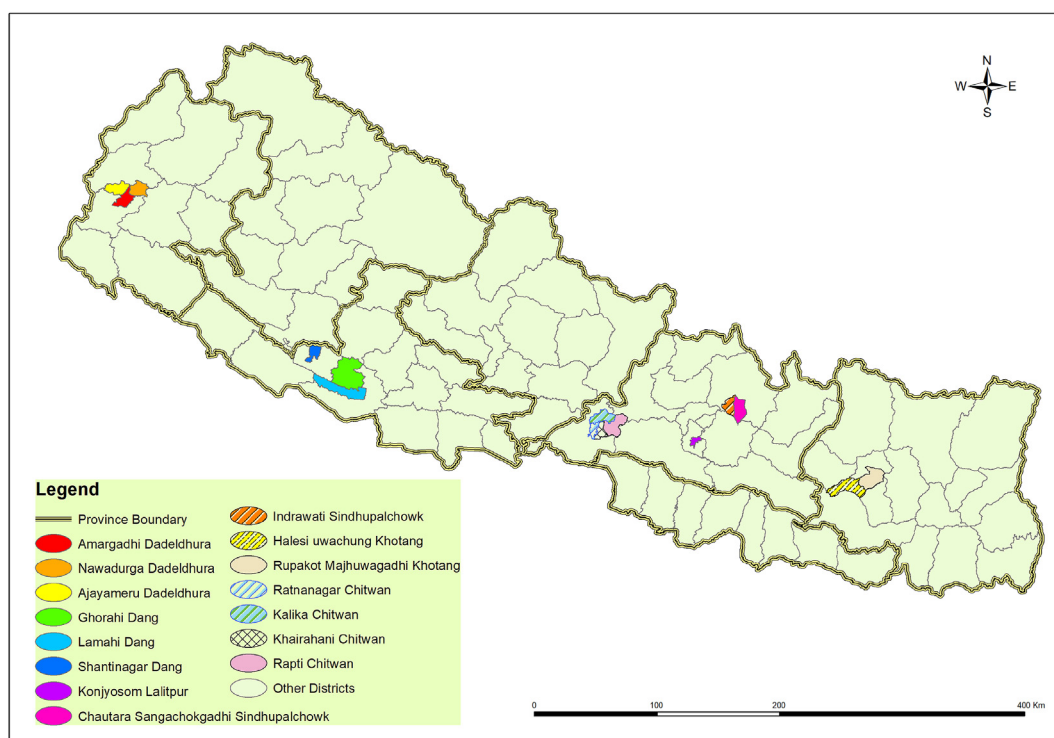 N
W E
S
Legend
Province Boundary
Amargadhi Dadeldhura
Nawadurga Dadeldhura
Ajayameru Dadeldhura
Ghorahi Dang
Lamahi Dang
Shantinagar Dang
Konjyosom Lalitpur
Chautara Sangachokgadhi Sindhupalchowk
Indrawati Sindhupalchowk
Halesi uwachung Khotang
Rupakot Majhuwagadhi Khotang
Ratnanagar Chitwan
Kalika Chitwan
Khairahani Chitwan
Rapti Chitwan
Other Districts
0 100 200 400 Km